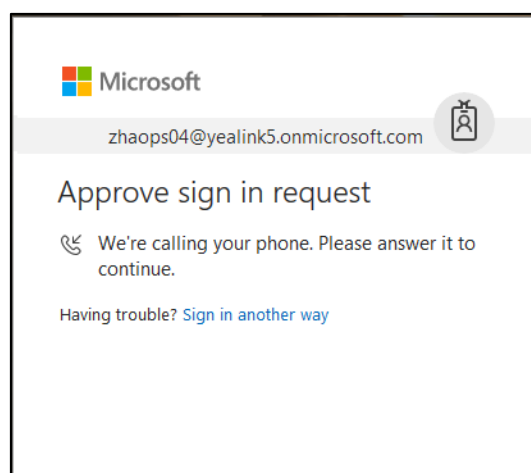 Microsoft
zhaops04@yealink5.onmicrosoft.com
Approve sign in request
We're calling your phone. Please answer it to
continue.
Having trouble? Sign in another way